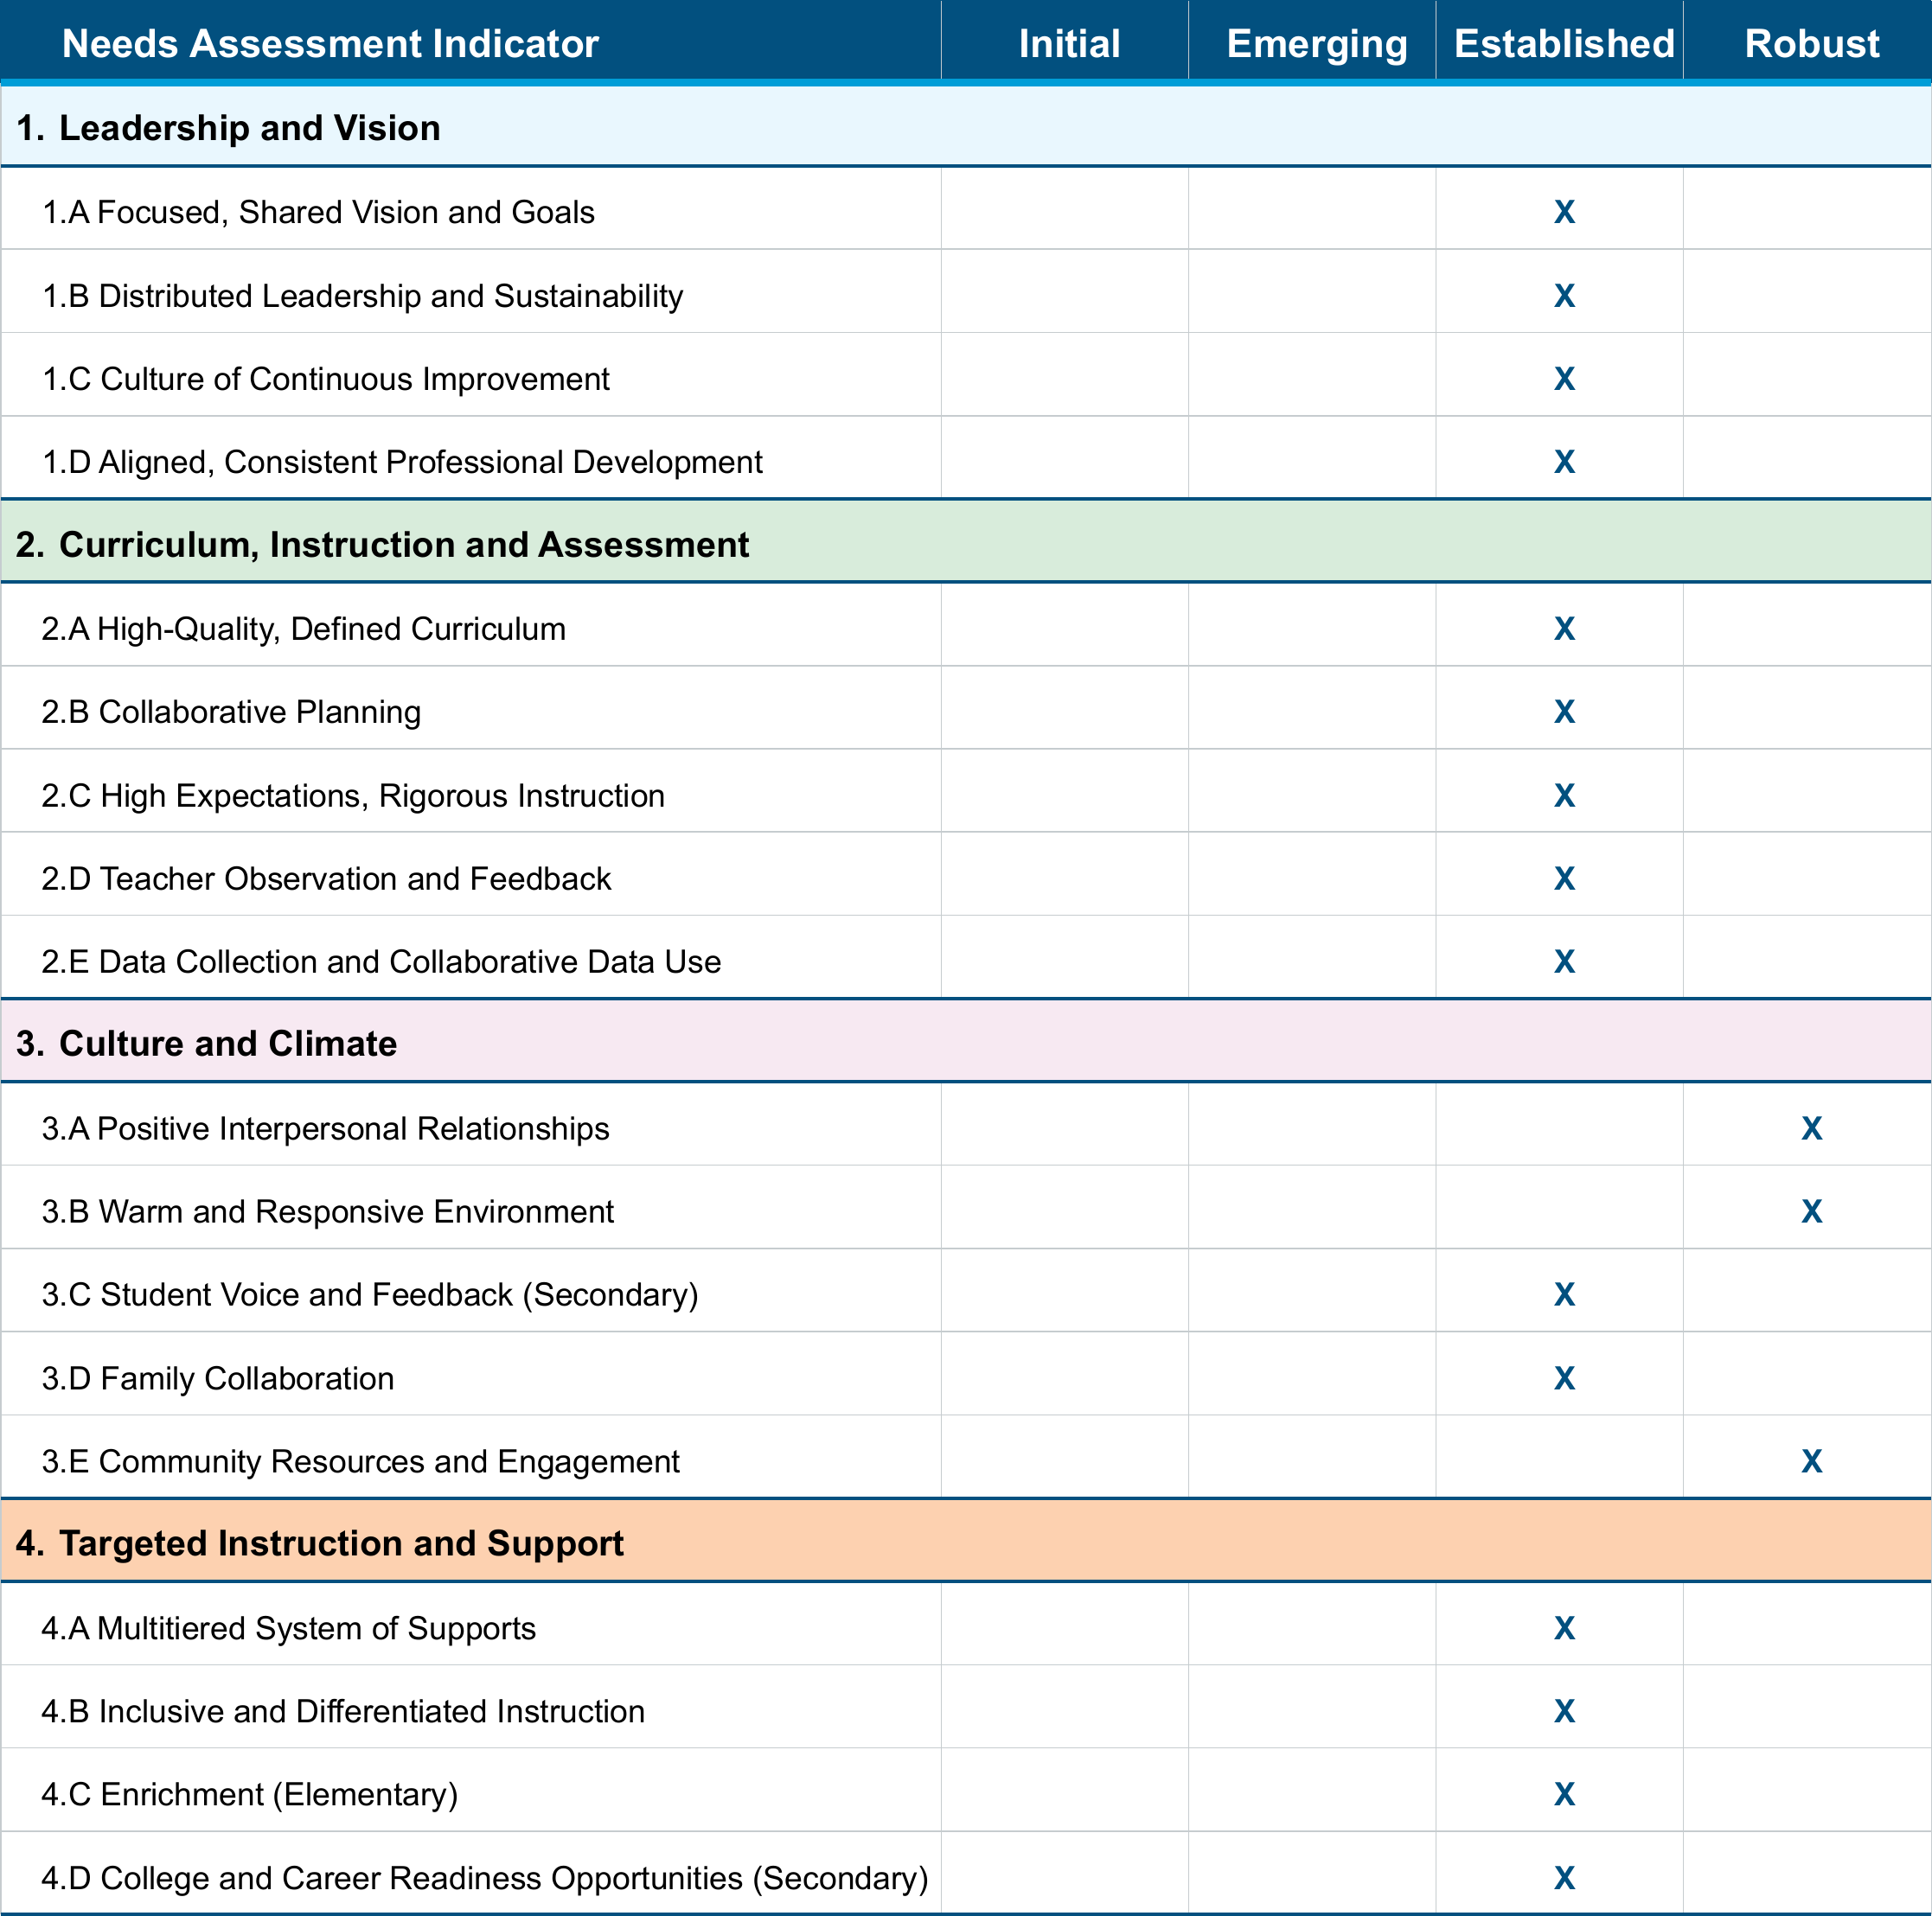 Needs Assessment Indicator Initial Emerging Established Robust
1. Leadership and Vision
1.A Focused, Shared Vision and Goals X
1.B Distributed Leadership and Sustainability X
1.C Culture of Continuous Improvement X
1.D Aligned, Consistent Professional Development X
2. Curriculum, Instruction and Assessment
2.A High-Quality, Defined Curriculum X
2.B Collaborative Planning X
2.C High Expectations, Rigorous Instruction X
2.D Teacher Observation and Feedback X
2.E Data Collection and Collaborative Data Use X
3. Culture and Climate
3.A Positive Interpersonal Relationships X
3.B Warm and Responsive Environment X
3.C Student Voice and Feedback (Secondary) X
3.D Family Collaboration X
3.E Community Resources and Engagement X
4. Targeted Instruction and Support
4.A Multitiered System of Supports X
4.B Inclusive and Differentiated Instruction X
4.C Enrichment (Elementary) X
4.D College and Career Readiness Opportunities (Secondary) X